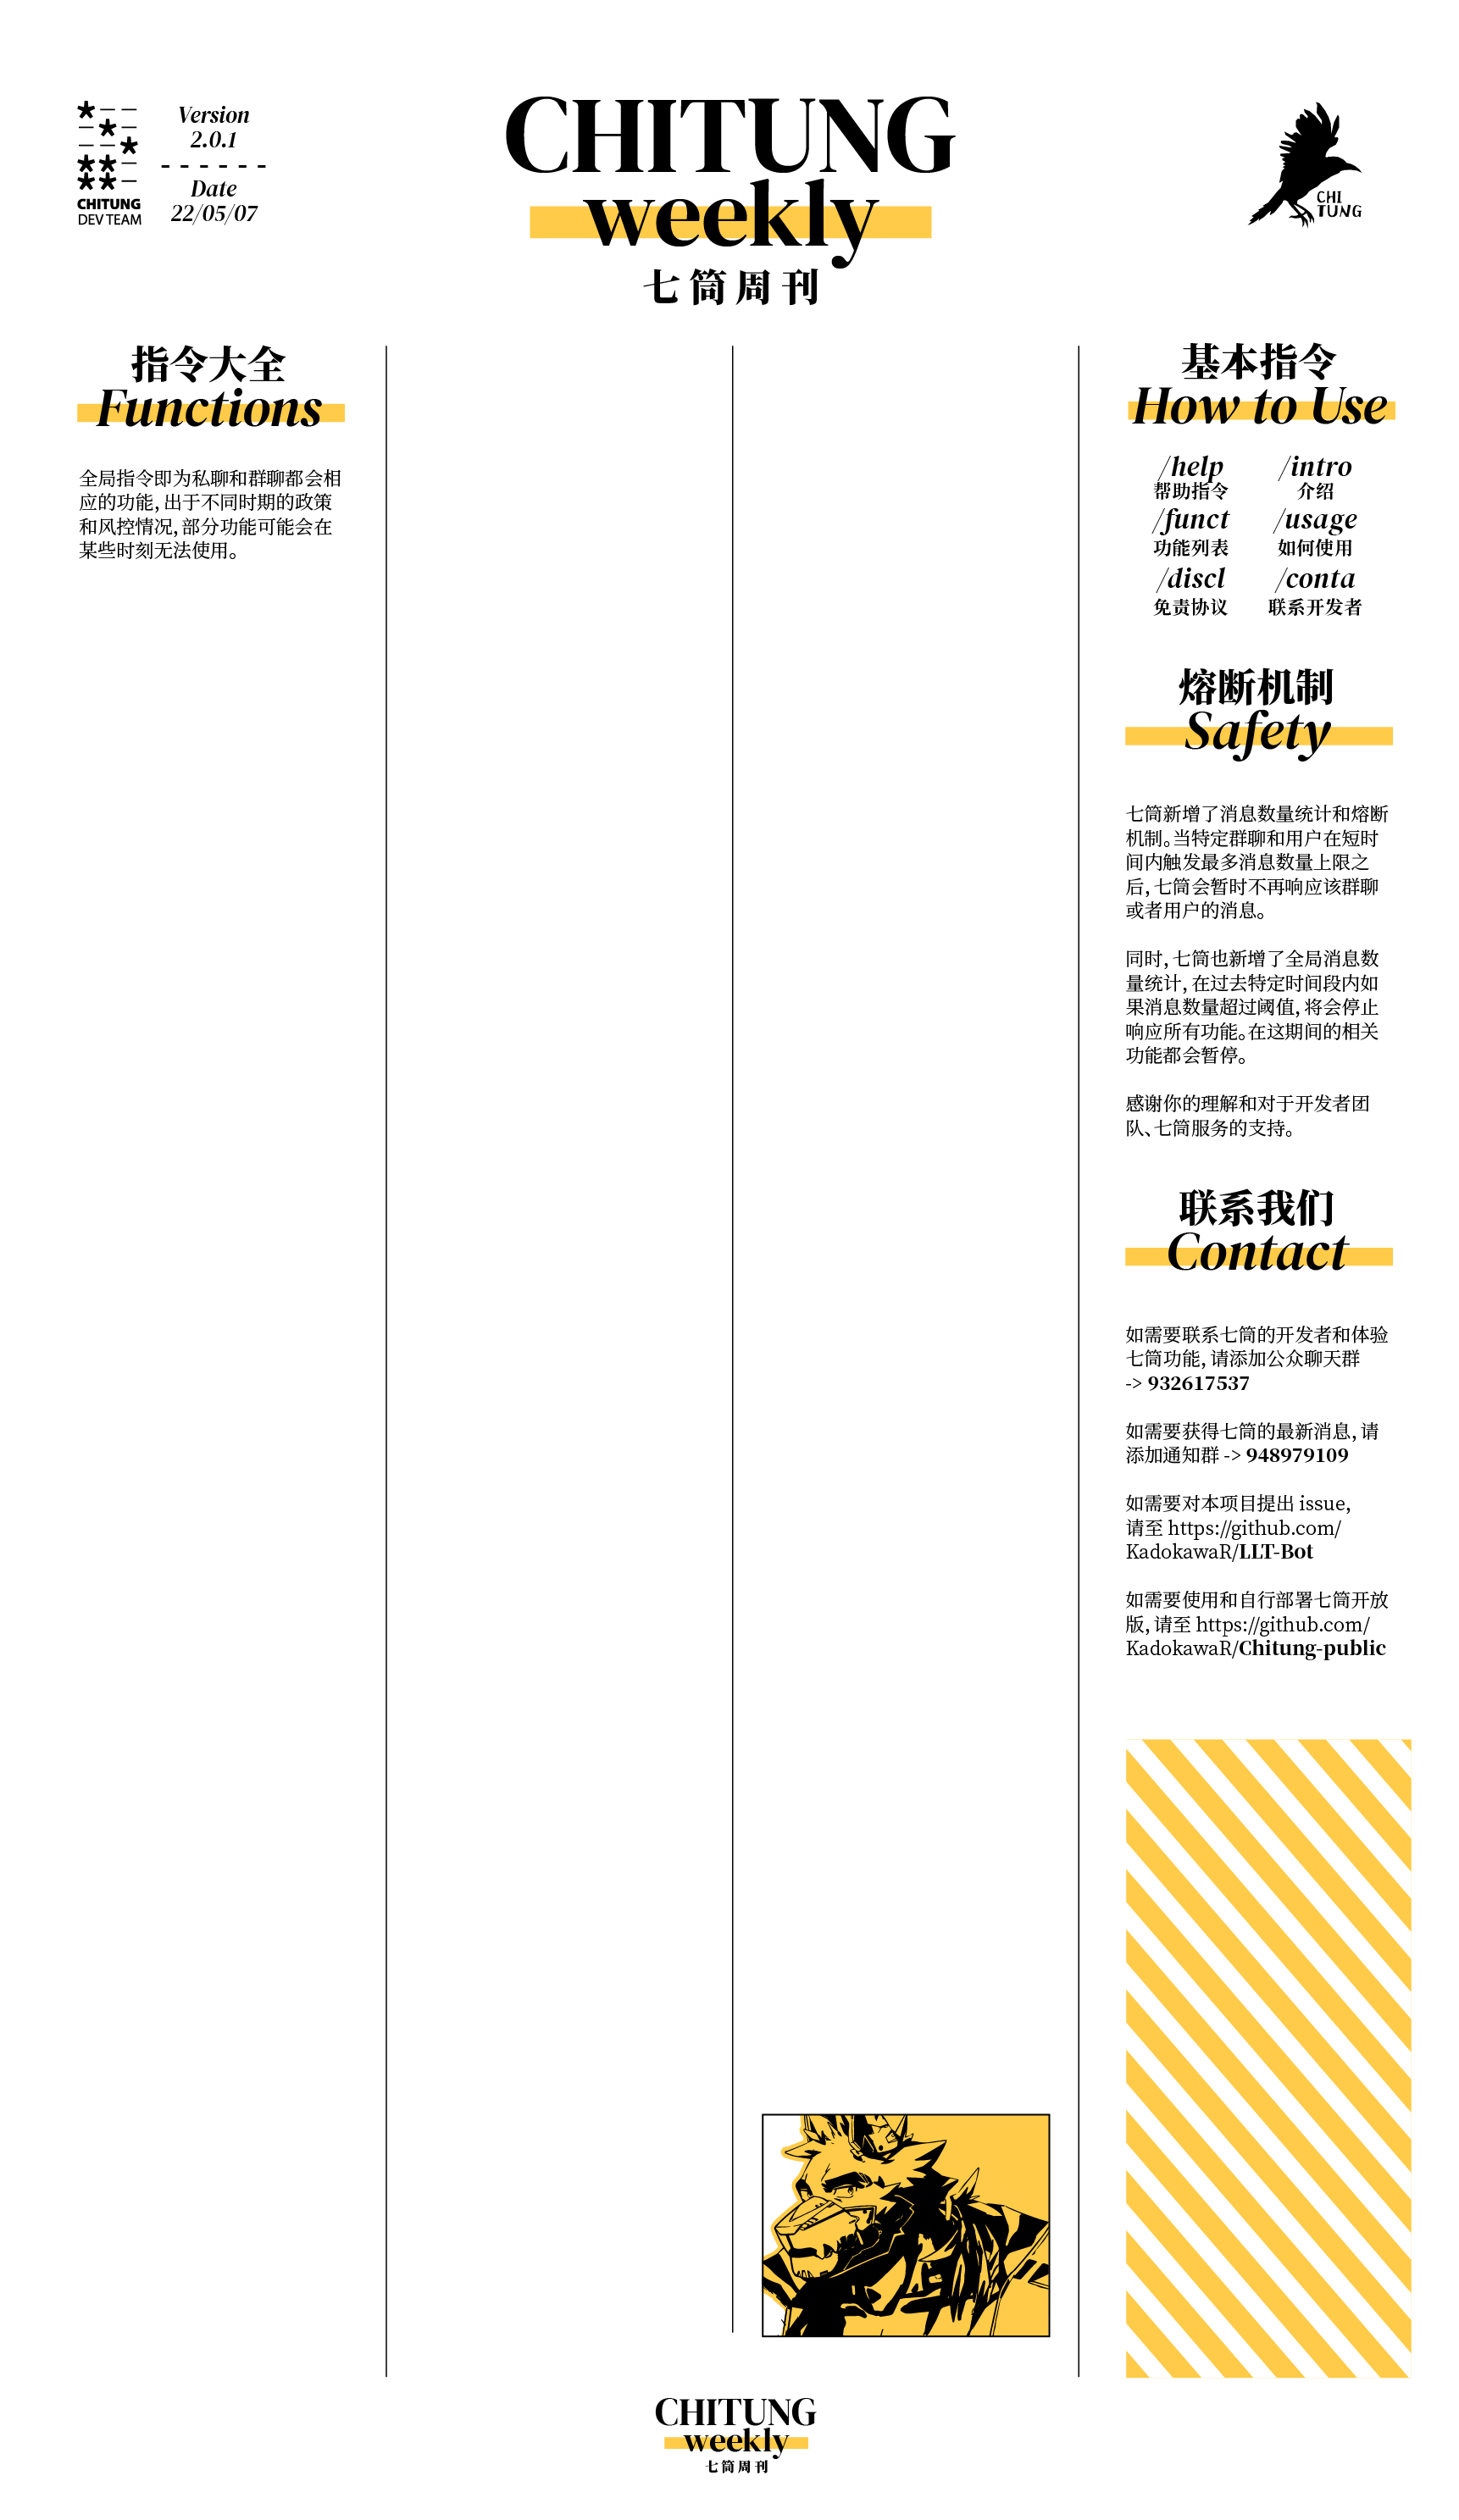 CHITUNG
DEV TEAM
Version
2.0.1
Date
22/05/07
CHITUNG
weekly
七筒周刊
CHI
TUNG
指令大全
Functions
全局指令即为私聊和群聊都会相
应的功能，出于不同时期的政策
和风控情况，部分功能可能会在
某些时刻无法使用。
基本指令
How to Use
/help /intro
帮助指令 介绍
/funct /usage
功能列表 如何使用
/discl /conta
免责协议 联系开发者
熔断机制
Safety
七筒新增了消息数量统计和熔断
机制。当特定群聊和用户在短时
间内触发最多消息数量上限之
后，七筒会暂时不再响应该群聊
或者用户的消息。
同时，七筒也新增了全局消息数
量统计，在过去特定时间段内如
果消息数量超过阈值，将会停止
响应所有功能。在这期间的相关
功能都会暂停。
感谢你的理解和对于开发者团
队、七筒服务的支持。
联系我们
Contact
如需要联系七筒的开发者和体验
七筒功能，请添加公众聊天群
-> 932617537
如需要获得七筒的最新消息，请
添加通知群 -> 948979109
如需要对本项目提出 issue，
请至 https://github.com/
KadokawaR/LLT-Bot
如需要使用和自行部署七筒开放
版，请至 https://github.com/
KadokawaR/Chitung-public
CHITUNG
weekly
七筒周刊